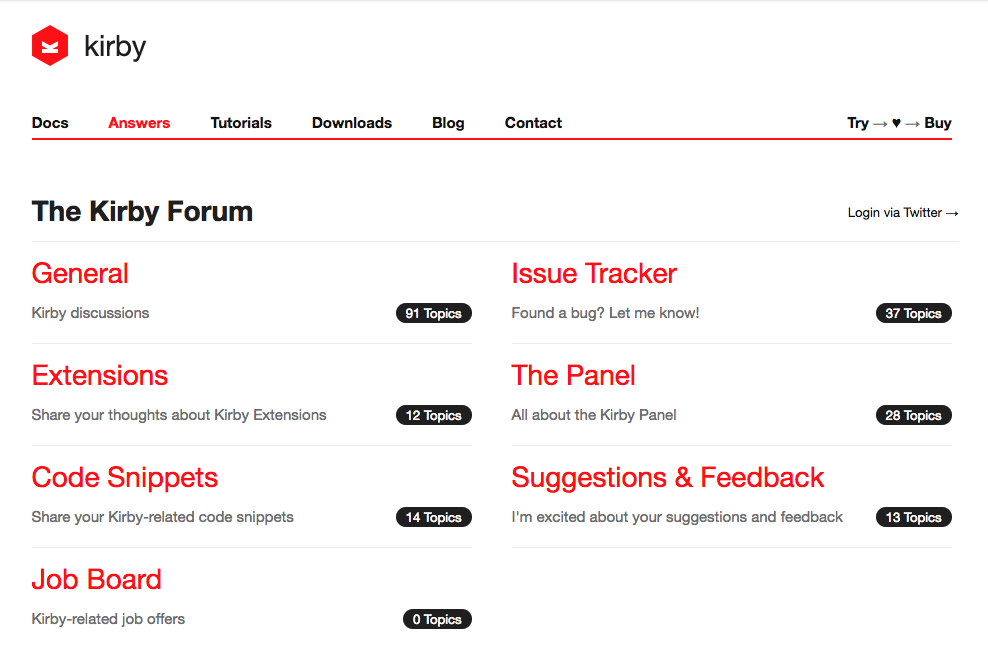 kirby
Docs Answers Tutorials Downloads Blog Contact Try → ♥ → Buy
The Kirby Forum
Login via Twitter →
General
Kirby discussions
91 Topics
Issue Tracker
Found a bug? Let me know!
37 Topics
Extensions
Share your thoughts about Kirby Extensions
12 Topics
The Panel
All about the Kirby Panel
28 Topics
Code Snippets
Share your Kirby-related code snippets
14 Topics
Suggestions & Feedback
I'm excited about your suggestions and feedback
13 Topics
Job Board
Kirby-related job offers
0 Topics